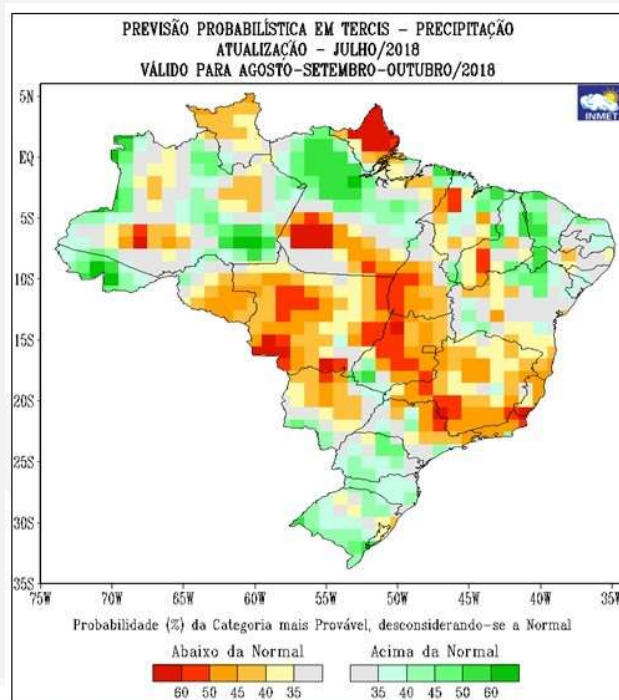 PREVISÃO PROBABILÍSTICA EM TERCIS - PRECIPITAÇÃO
ATUALIZAÇÃO - JULHO/2018
VÁLIDO PARA AGOSTO-SETEMBRO-OUTUBRO/2018
INMET
5N
EQ
5S
10S
15S
20S
25S
30S
35S
75W 70W 65W 60W 55W 50W 45W 40W 35W
Probabilidade (%) da Categoria mais Provável, desconsiderando-se a Normal
Abaixo da Normal Acima da Normal
60 50 45 40 35 35 40 45 50 60